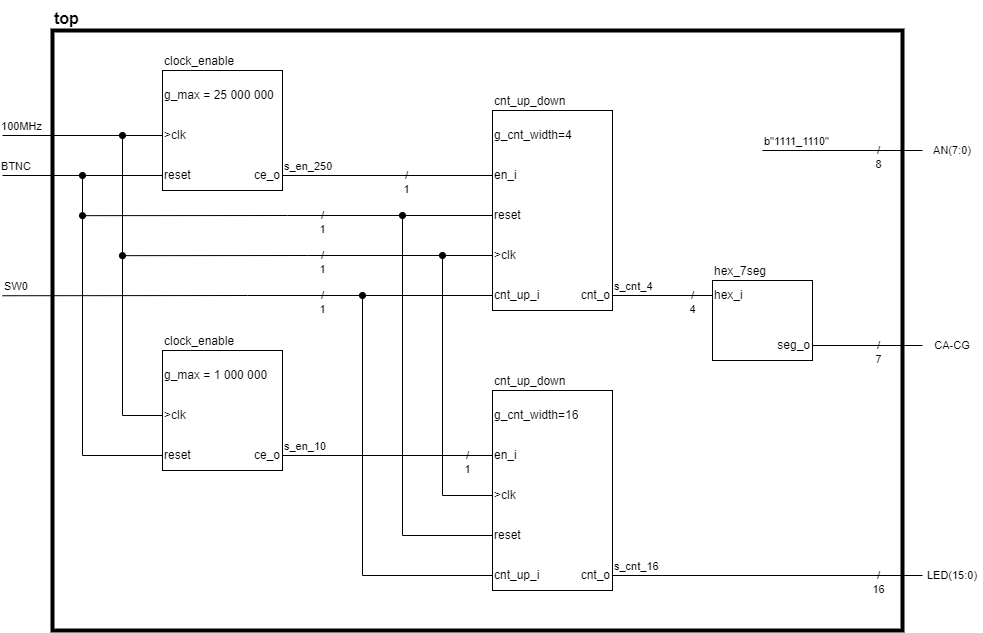 top
clock_enable
g_max = 25 000 000
100MHz
>clk
BTNC
reset
ce_o
s_en_250
1
1
1
SW0
1
cnt_up_down
g_cnt_width=4
en_i
reset
>clk
cnt_up_i
cnt_o
s_cnt_4
4
b"1111_1110"
8
AN(7:0)
hex_7seg
hex_i
seg_o
7
CA-CG
clock_enable
g_max = 1 000 000
>clk
reset
ce_o
s_en_10
1
cnt_up_down
g_cnt_width=16
en_i
>clk
reset
cnt_up_i
cnt_o
s_cnt_16
16
LED(15:0)